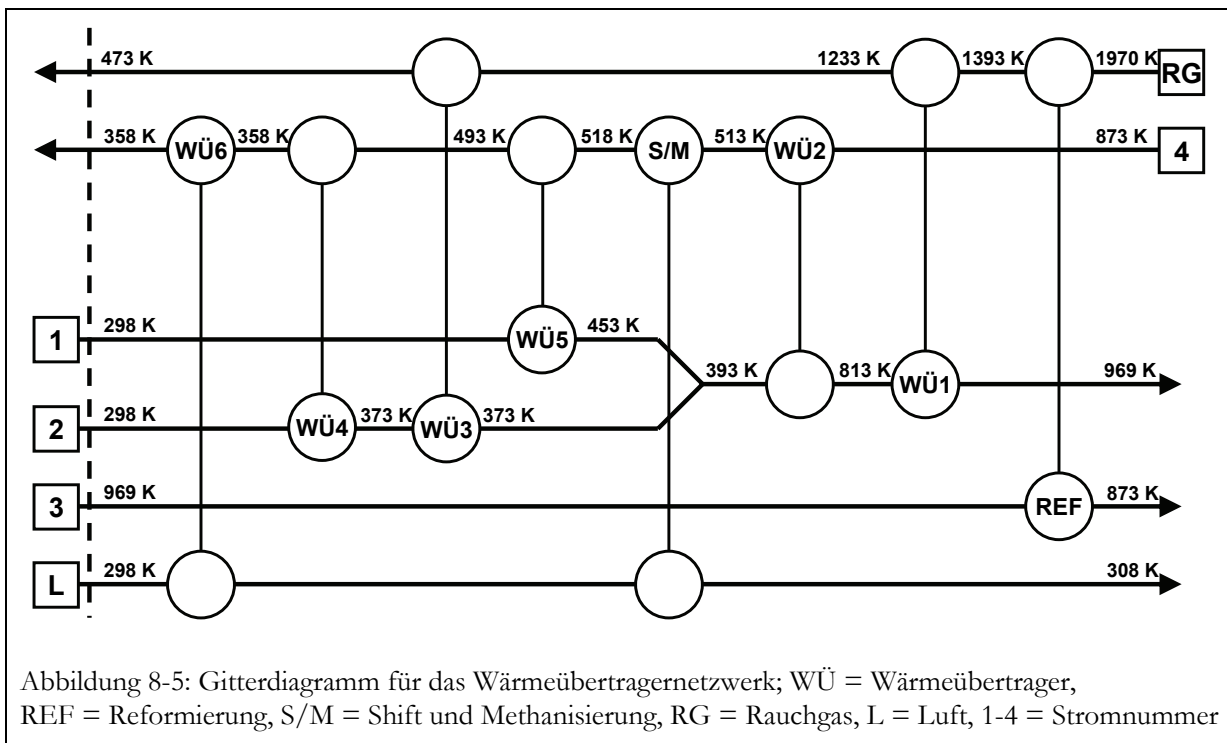 473 K 1233 K 1393 K 1970 K RG
358 K WÜ6 358 K 493 K 518 K S/M 513 K WÜ2 873 K 4
1 298 K WÜ5 453 K
393 K 813 K WÜ1 969 K
2 298 K WÜ4 373 K WÜ3 373 K
3 969 K REF 873 K
L 298 K 308 K
Abbildung 8-5: Gitterdiagramm für das Wärmeübertragernetzwerk; WÜ = Wärmeübertrager,
REF = Reformierung, S/M = Shift und Methanisierung, RG = Rauchgas, L = Luft, 1-4 = Stromnummer